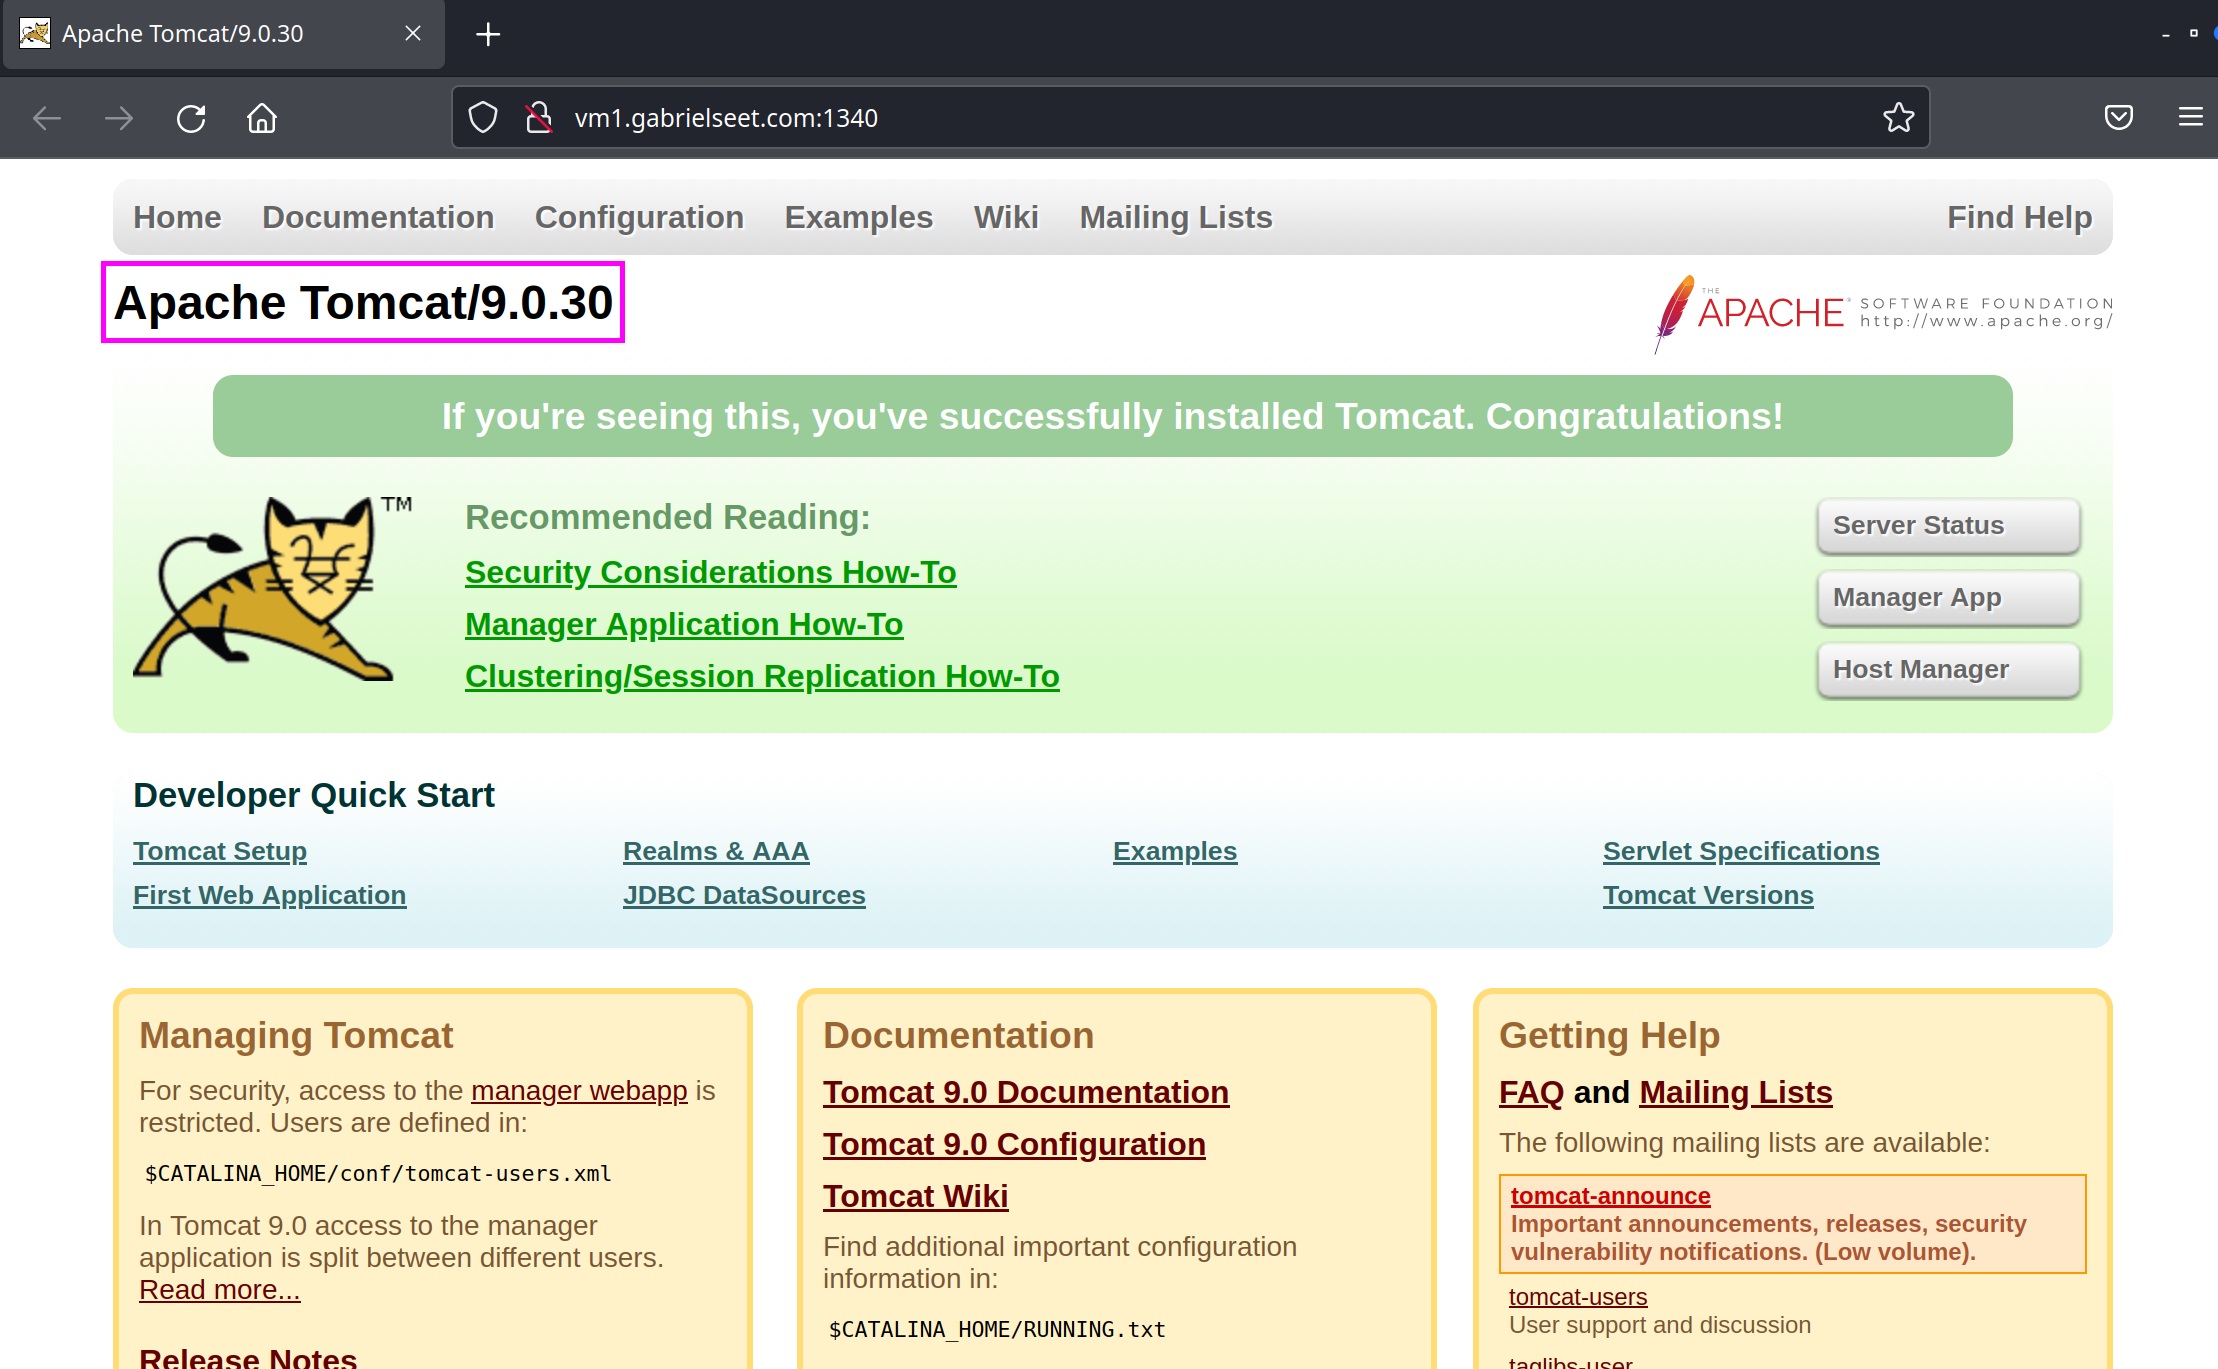 Apache Tomcat/9.0.30
vm1.gabrielseet.com:1340
Home Documentation Configuration Examples Wiki Mailing Lists Find Help
Apache Tomcat/9.0.30
THE APACHE® SOFTWARE FOUNDATION
http://www.apache.org/
If you're seeing this, you've successfully installed Tomcat. Congratulations!
TM
Recommended Reading:
Security Considerations How-To
Manager Application How-To
Clustering/Session Replication How-To
Server Status
Manager App
Host Manager
Developer Quick Start
Tomcat Setup
First Web Application
Realms & AAA
JDBC DataSources
Examples
Servlet Specifications
Tomcat Versions
Managing Tomcat
For security, access to the manager webapp is
restricted. Users are defined in:
$CATALINA_HOME/conf/tomcat-users.xml
In Tomcat 9.0 access to the manager
application is split between different users.
Read more...
Release Notes
Documentation
Tomcat 9.0 Documentation
Tomcat 9.0 Configuration
Tomcat Wiki
Find additional important configuration
information in:
$CATALINA_HOME/RUNNING.txt
Getting Help
FAQ and Mailing Lists
The following mailing lists are available:
tomcat-announce
Important announcements, releases, security
vulnerability notifications. (Low volume).
tomcat-users
User support and discussion
taglibs-user